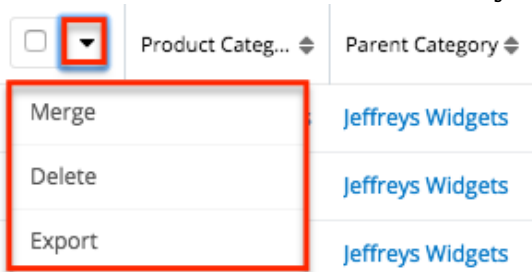 Product Categ... Parent Category
Merge Jeffreys Widgets
Delete Jeffreys Widgets
Export Jeffreys Widgets